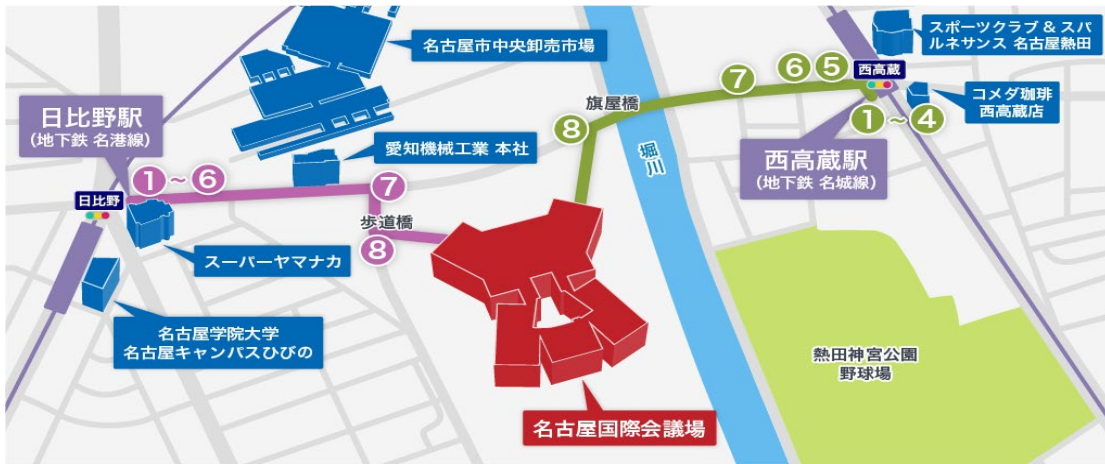 スポーツクラブ & スパ
ルネサンス 名古屋熱田
名古屋市中央卸売市場
西高蔵
⑦
⑥
⑤
コメダ珈琲
西高蔵店
旗屋橋
①～④
日比野駅
(地下鉄 名港線)
⑧
堀川
愛知機械工業 本社
西高蔵駅
(地下鉄 名城線)
①～⑥
⑦
日比野
歩道橋
⑧
スーパーヤマナカ
名古屋学院大学
名古屋キャンパスひびの
熱田神宮公園
野球場
名古屋国際会議場